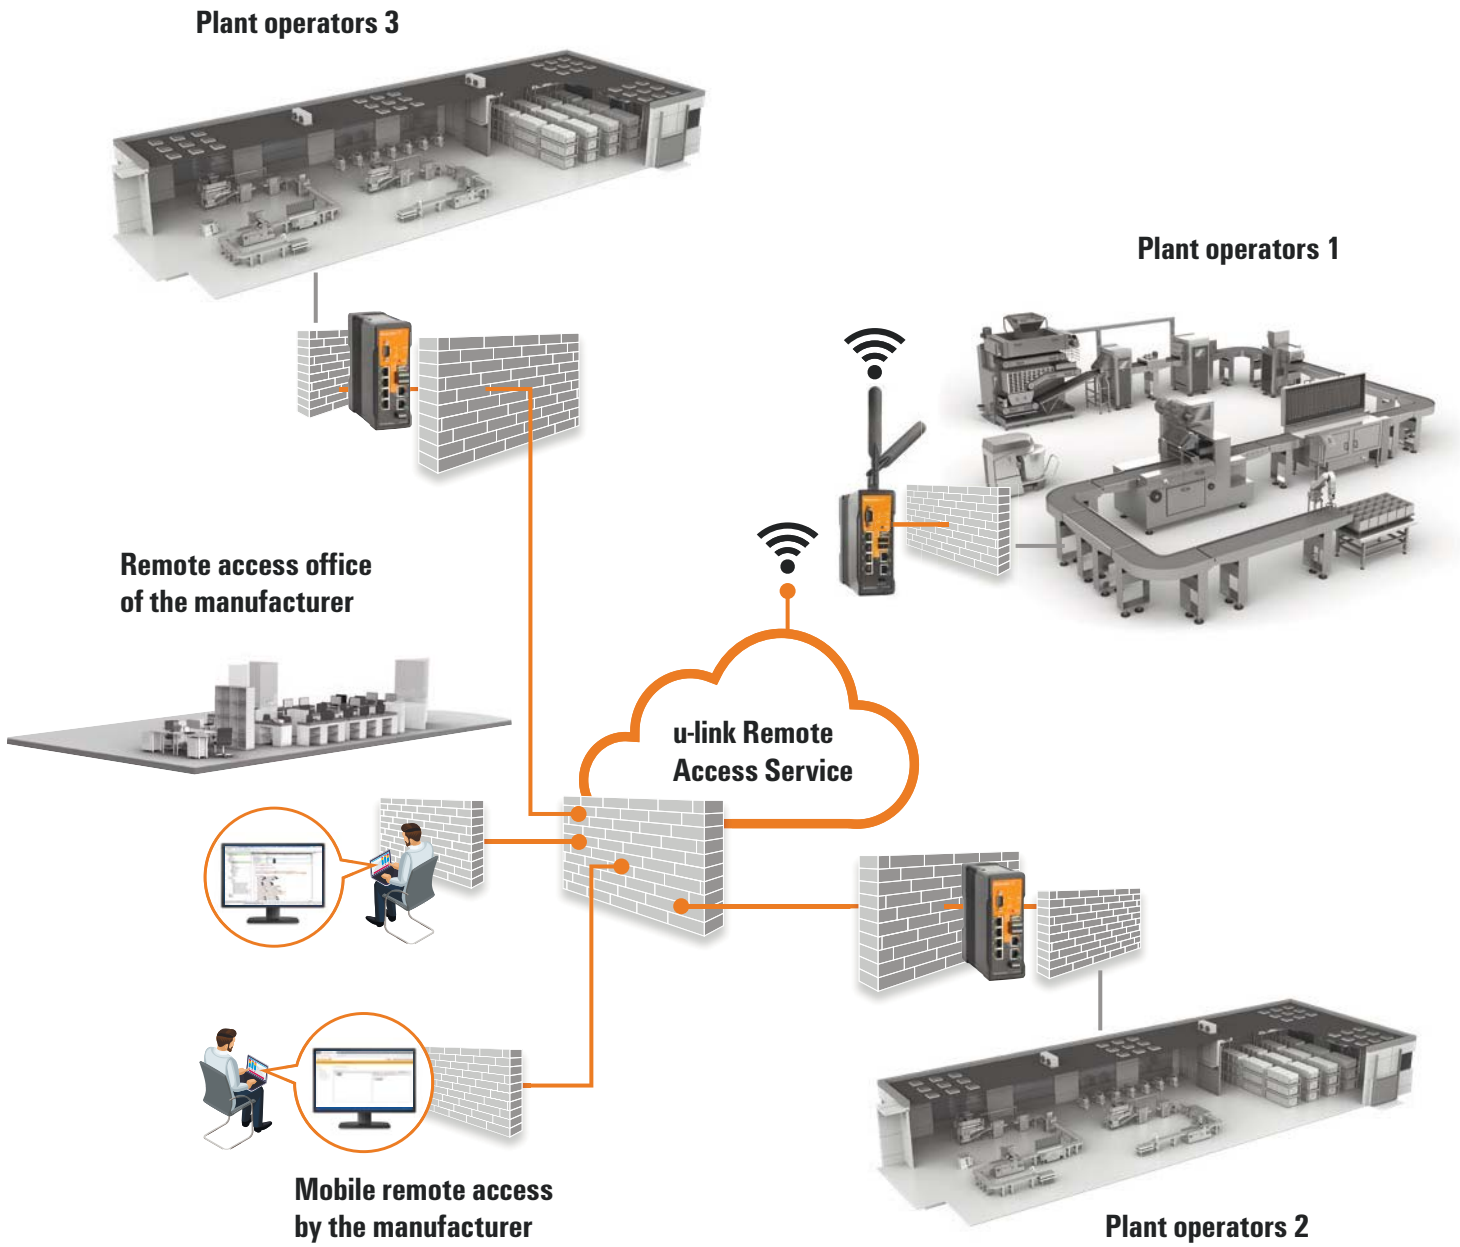 Plant operators 3
Plant operators 1
Remote access office
of the manufacturer
u-link Remote
Access Service
Mobile remote access
by the manufacturer
Plant operators 2